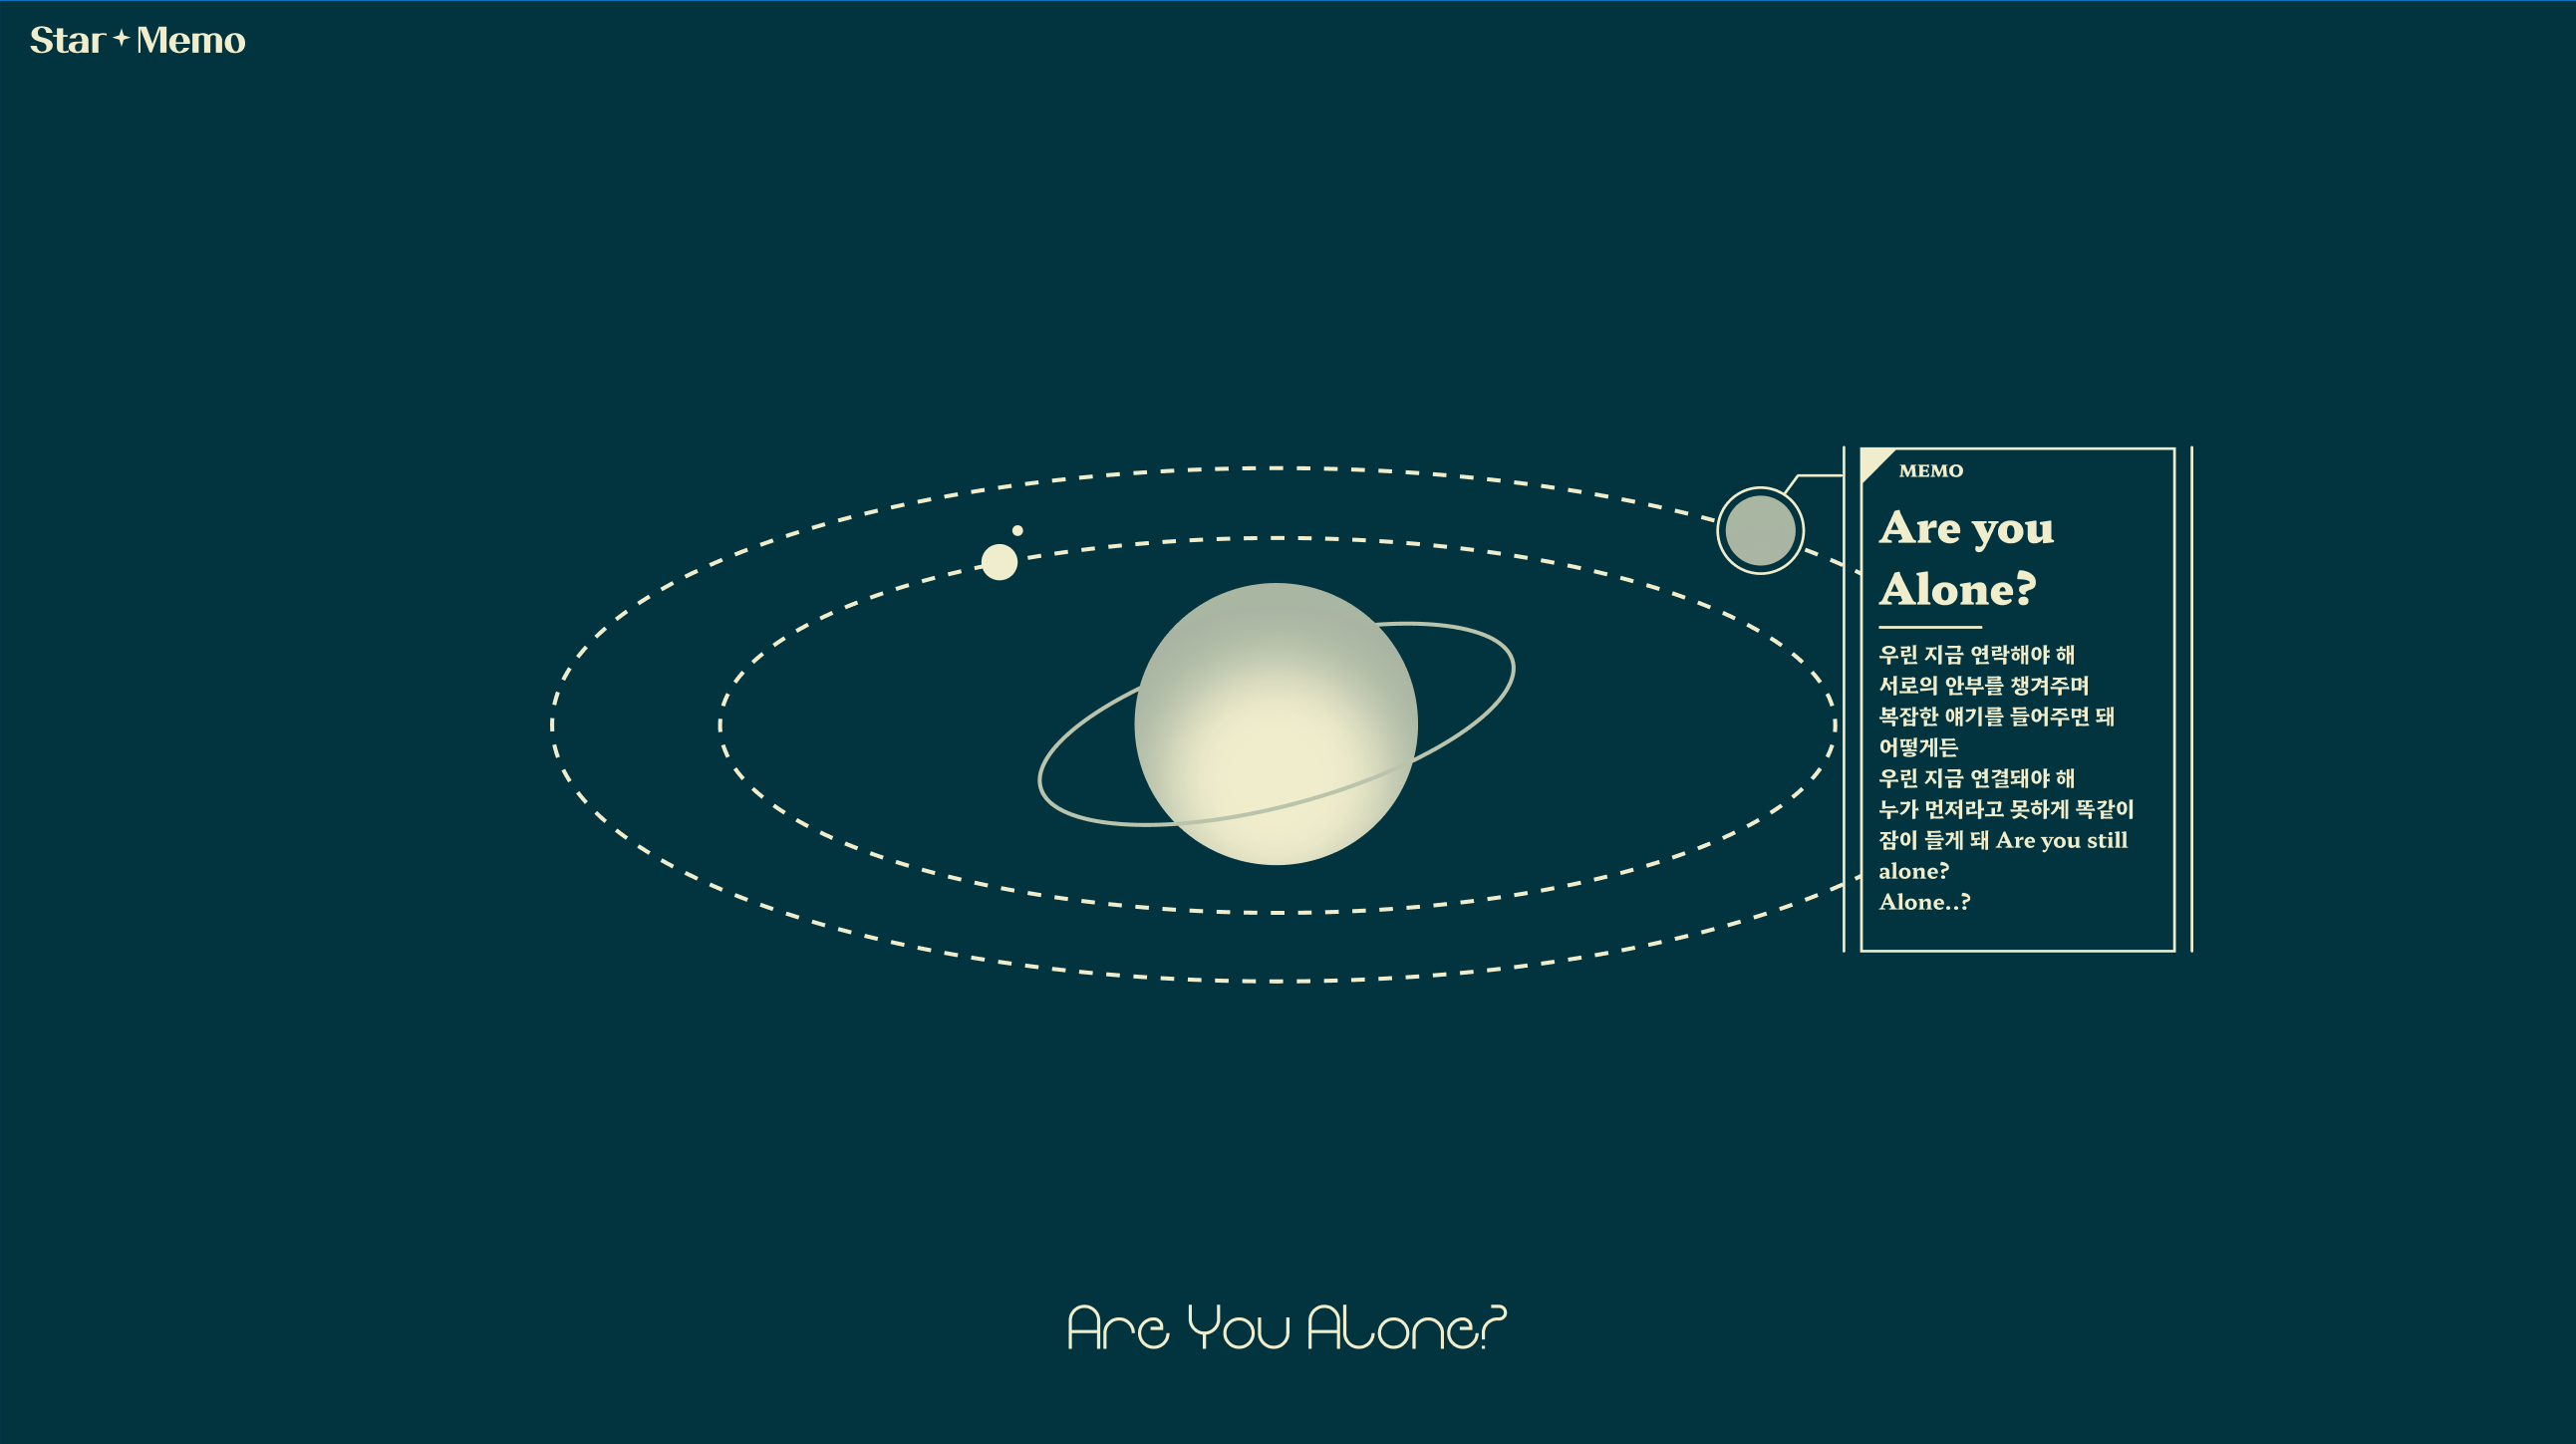 Star✦Memo
MEMO
Are you
Alone?
우린 지금 연락해야 해
서로의 안부를 챙겨주며
복잡한 얘기를 들어주면 돼
어떻게든
우린 지금 연결돼야 해
누가 먼저라고 못하게 똑같이
잠이 들게 돼 Are you still
alone?
Alone..?
Are You Alone?